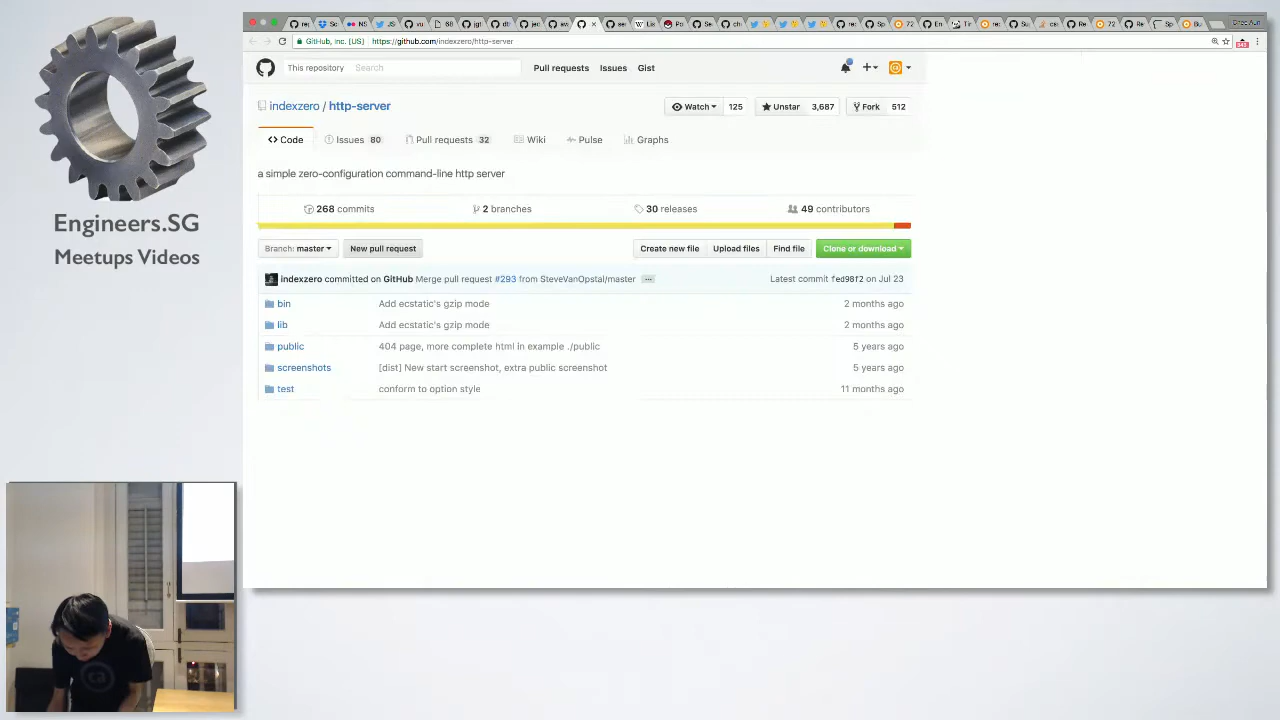 GitHub, Inc. [US] https://github.com/indexzero/http-server
This repository Search Pull requests Issues Gist
indexzero / http-server Watch 125 Unstar 3,687 Fork 512
Code Issues 80 Pull requests 32 Wiki Pulse Graphs
a simple zero-configuration command-line http server
268 commits 2 branches 30 releases 49 contributors
Branch: master New pull request Create new file Upload files Find file Clone or download
indexzero committed on GitHub Merge pull request #293 from SteveVanOpstal/master ... Latest commit fed98f2 on Jul 23
bin Add ecstatic's gzip mode 2 months ago
lib Add ecstatic's gzip mode 2 months ago
public 404 page, more complete html in example ./public 5 years ago
screenshots [dist] New start screenshot, extra public screenshot 5 years ago
test conform to option style 11 months ago
Engineers.SG
Meetups Videos